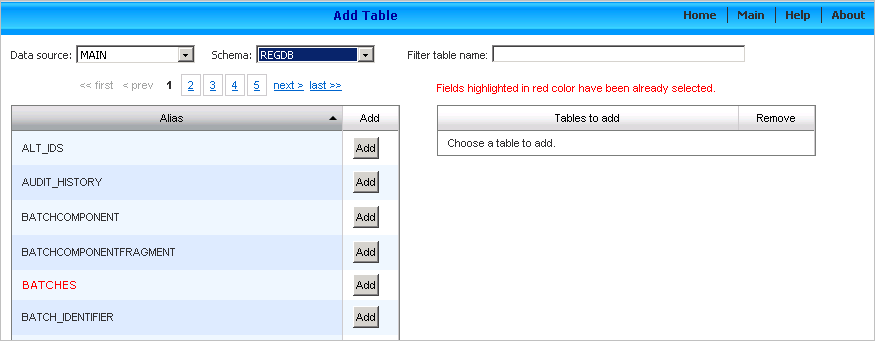 Add Table
Home Main Help About
Data source: MAIN Schema: REGDB Filter table name:
<< first < prev 1 2 3 4 5 next > last >>
Fields highlighted in red color have been already selected.
Alias Add
Tables to add Remove
Choose a table to add.
ALT_IDS Add
AUDIT_HISTORY Add
BATCHCOMPONENT Add
BATCHCOMPONENTFRAGMENT Add
BATCHES Add
BATCH_IDENTIFIER Add